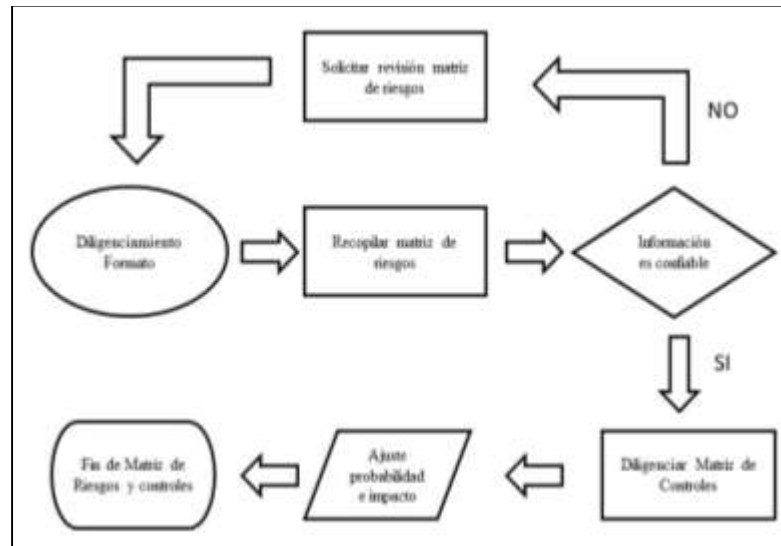 Solicitar revisión matriz
de riesgos
NO
Diligenciamiento
Formato
Recopilar matriz de
riesgos
Información
es confiable
SI
Fin de Matriz de
Riesgos y controles
Ajuste
probabilidad
e impacto
Diligenciar Matriz de
Controles